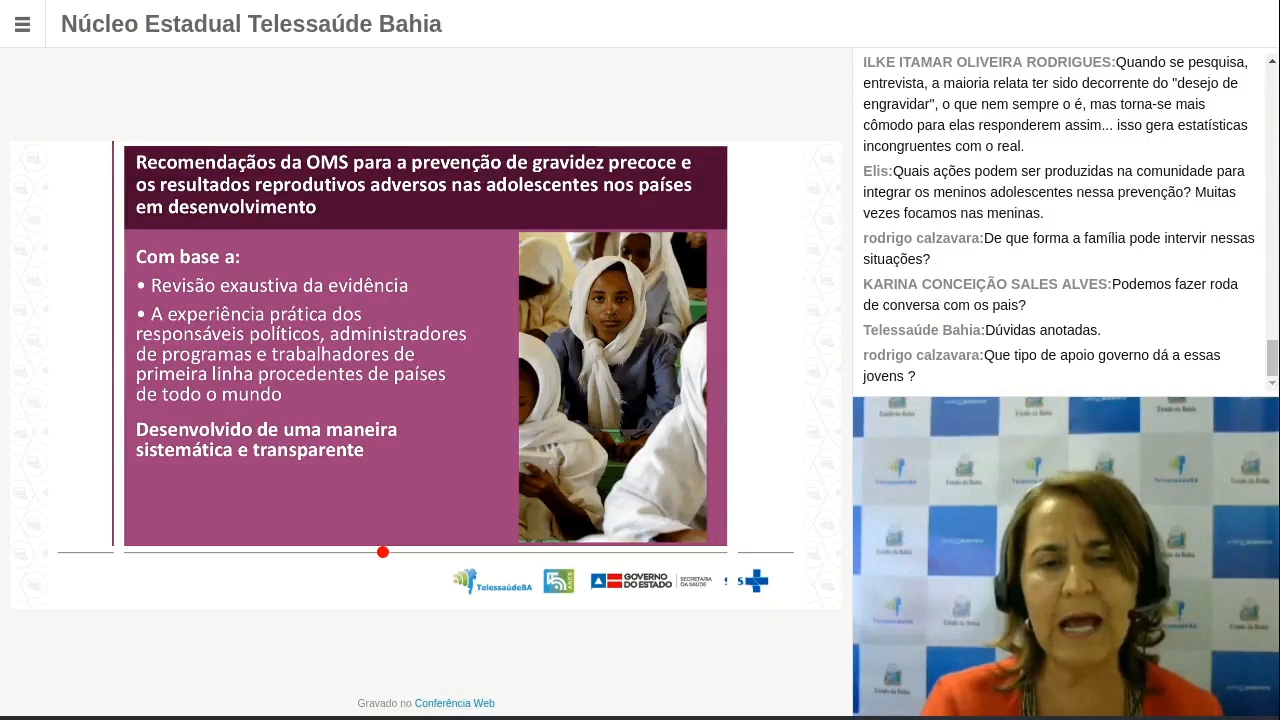 Núcleo Estadual Telessaúde Bahia
Recomendaçãos da OMS para a prevenção de gravidez precoce e
os resultados reprodutivos adversos nas adolescentes nos países
em desenvolvimento
Com base a:
• Revisão exaustiva da evidência
• A experiência prática dos
responsáveis políticos, administradores
de programas e trabalhadores de
primeira linha procedentes de países
de todo o mundo
Desenvolvido de uma maneira
sistemática e transparente
TelessaúdeBA
GOVERNO
DO ESTADO
SECRETARIA
DA SAÚDE
Gravado no Conferência Web
ILKE ITAMAR OLIVEIRA RODRIGUES:Quando se pesquisa,
entrevista, a maioria relata ter sido decorrente do "desejo de
engravidar", o que nem sempre o é, mas torna-se mais
cômodo para elas responderem assim... isso gera estatísticas
incongruentes com o real.
Elis:Quais ações podem ser produzidas na comunidade para
integrar os meninos adolescentes nessa prevenção? Muitas
vezes focamos nas meninas.
rodrigo calzavara:De que forma a família pode intervir nessas
situações?
KARINA CONCEIÇÃO SALES ALVES:Podemos fazer roda
de conversa com os pais?
Telessaúde Bahia:Dúvidas anotadas.
rodrigo calzavara:Que tipo de apoio governo dá a essas
jovens ?